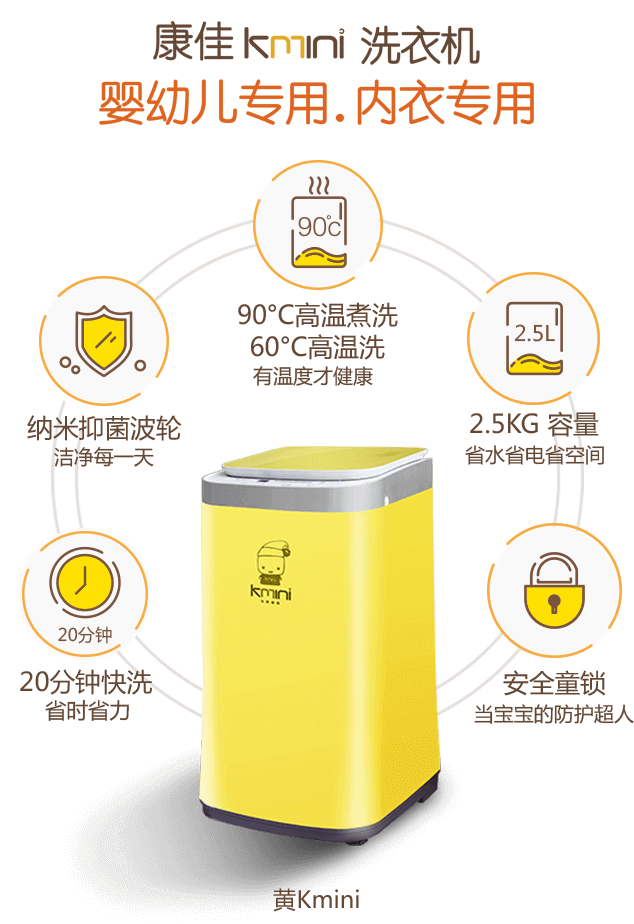 康佳 kmini 洗衣机
婴幼儿专用.内衣专用
90℃
90°C高温煮洗
60°C高温洗
有温度才健康
2.5L
纳米抑菌波轮
洁净每一天
2.5KG 容量
省水省电省空间
kmini
20分钟
20分钟快洗
省时省力
安全童锁
当宝宝的防护超人
黄Kmini